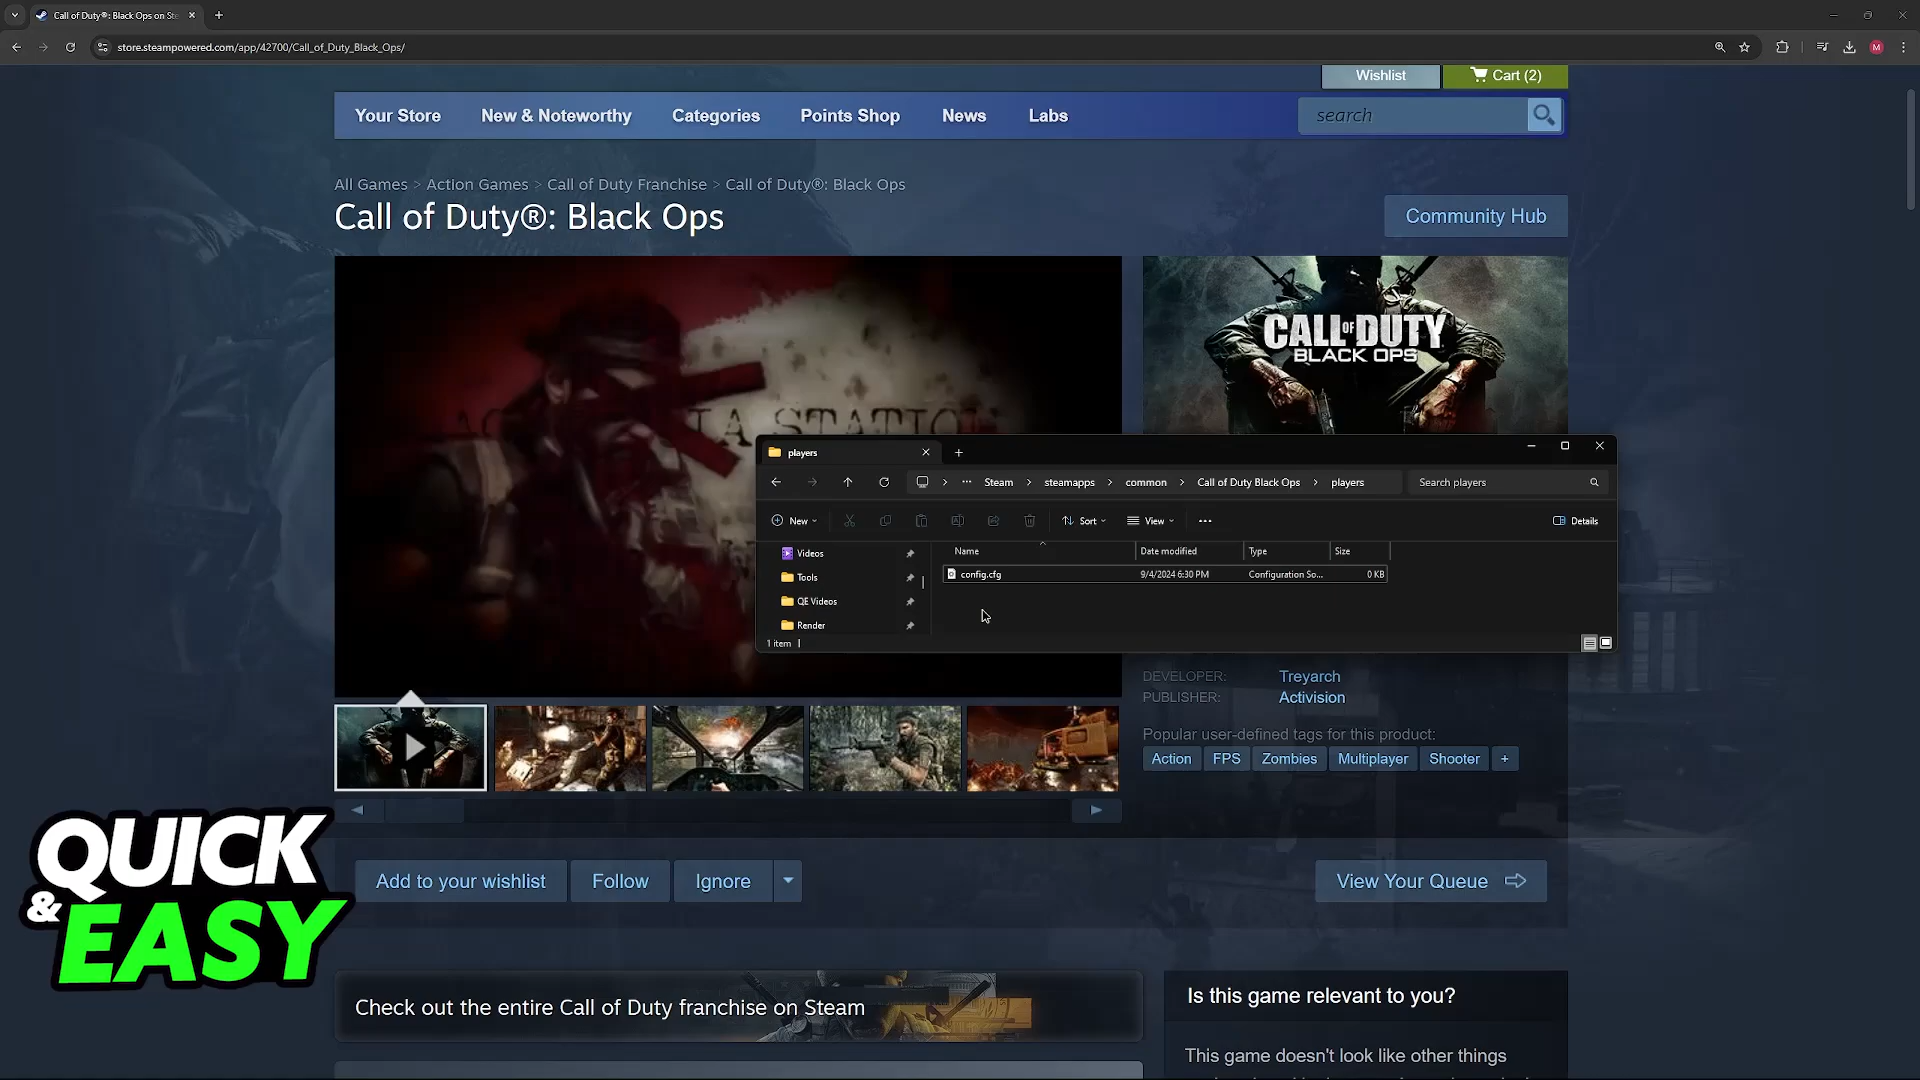 Call of Duty®: Black Ops on Ste
store.steampowered.com/app/42700/Call_of_Duty_Black_Ops/
M
Wishlist
Cart (2)
Your Store
New & Noteworthy
Categories
Points Shop
News
Labs
search
All Games > Action Games > Call of Duty Franchise > Call of Duty®: Black Ops
Call of Duty®: Black Ops
Community Hub
CALL OF DUTY
BLACK OPS
players
Steam > steamapps > common > Call of Duty Black Ops > players
Search players
New
Sort
View
Details
Videos
Tools
QE Videos
Render
Name
Date modified
Type
Size
config.cfg
9/4/2024 6:30 PM
Configuration So...
0 KB
1 item
DEVELOPER: Treyarch
PUBLISHER: Activision
Popular user-defined tags for this product:
Action
FPS
Zombies
Multiplayer
Shooter
+
Add to your wishlist
Follow
Ignore
View Your Queue
QUICK
& EASY
Check out the entire Call of Duty franchise on Steam
Is this game relevant to you?
This game doesn't look like other things